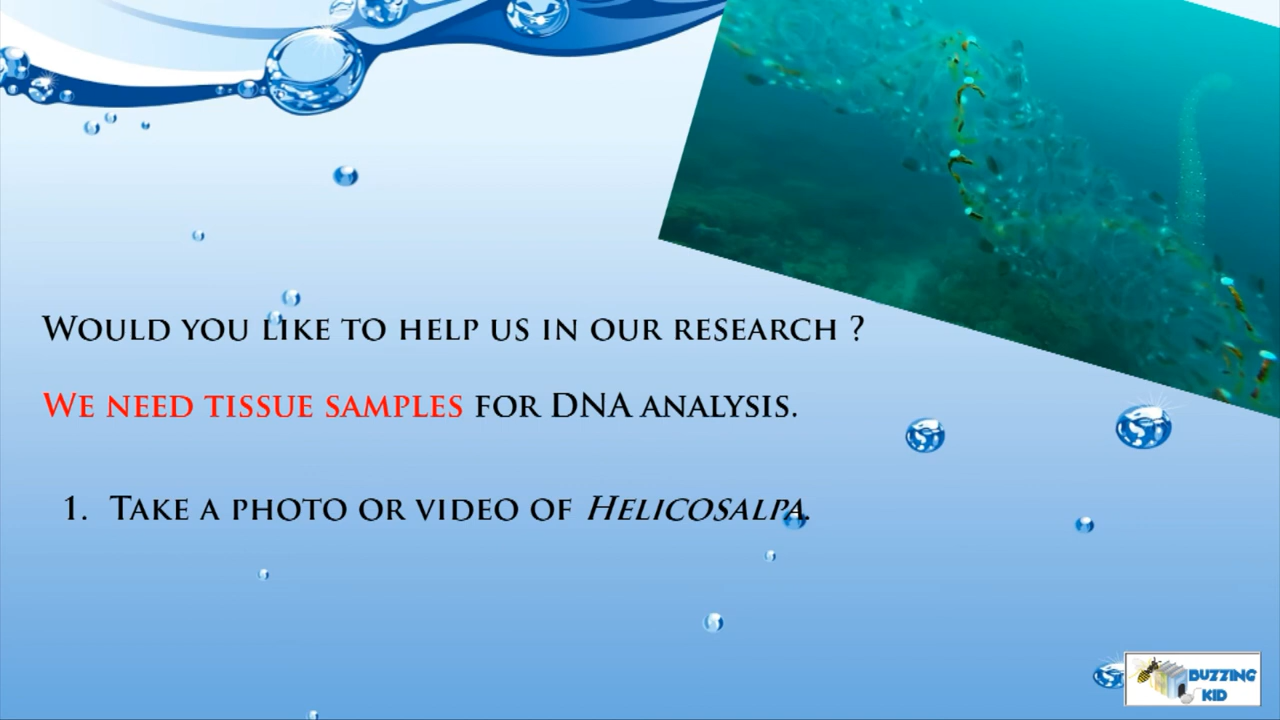 Would you like to help us in our research ?
We need tissue samples for DNA analysis.
1. Take a photo or video of Helicosalpa.
BUZZING
KID